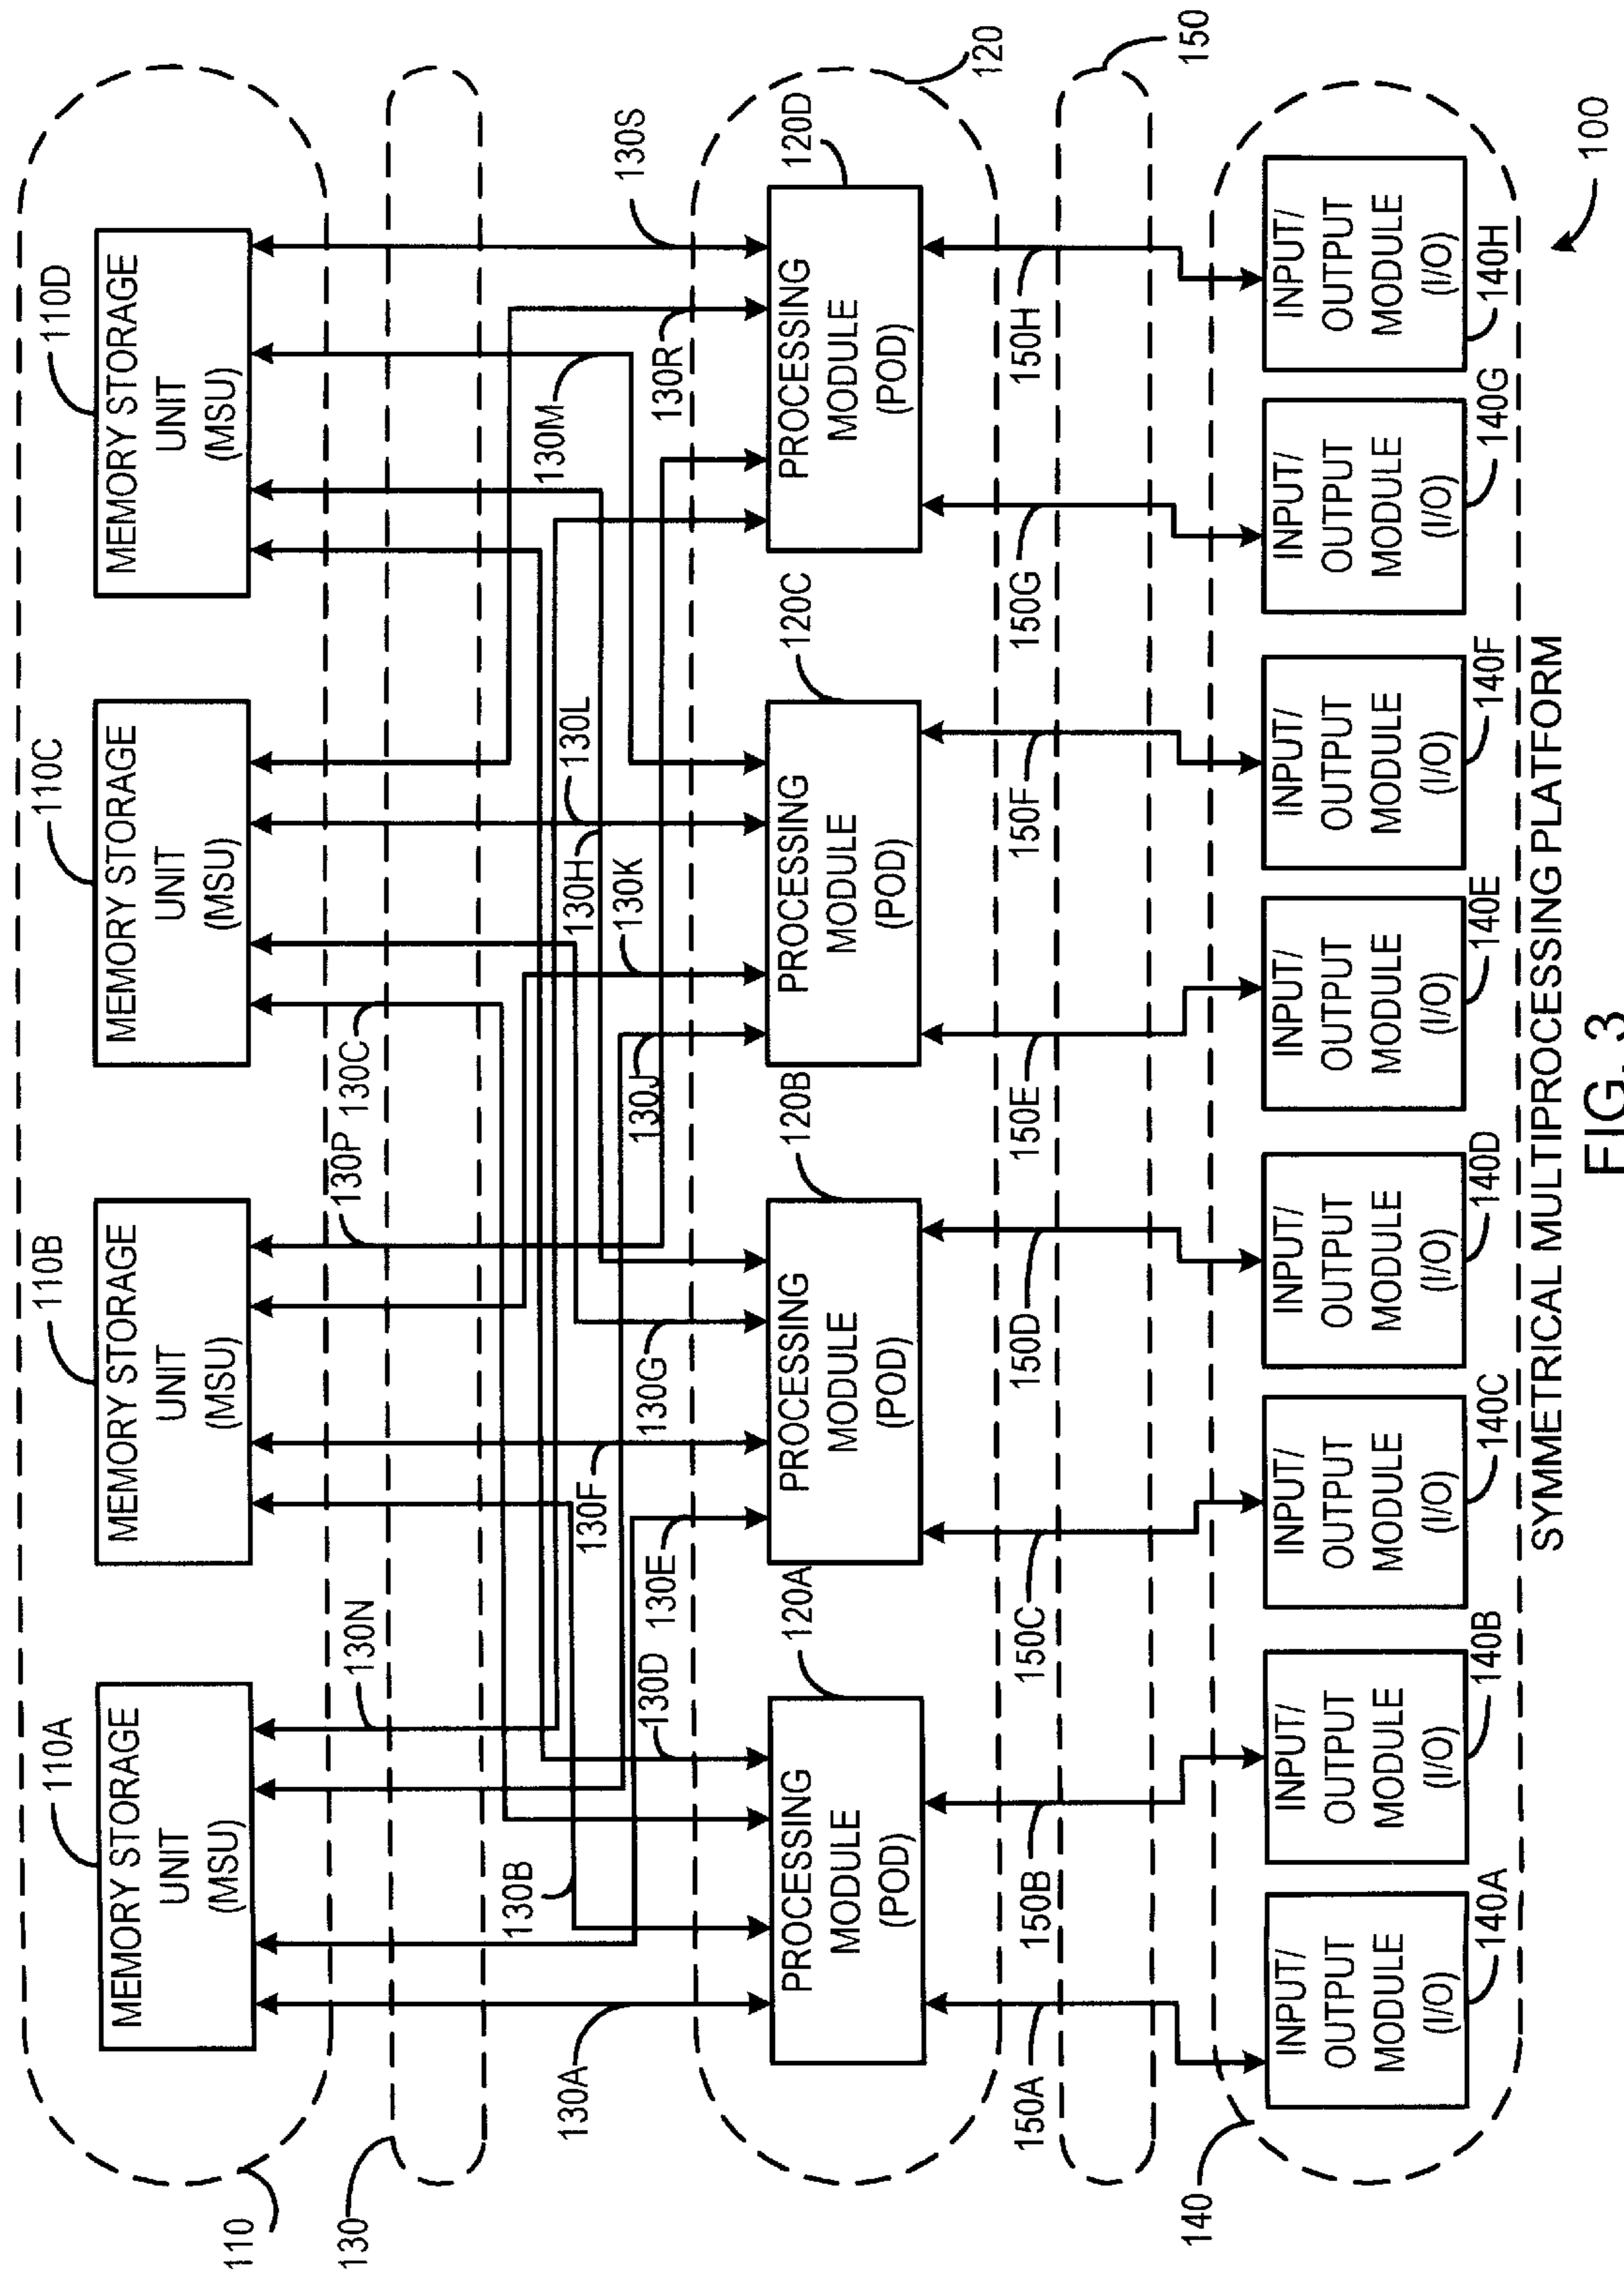 110
110A
MEMORY STORAGE
UNIT
(MSU)
110B
MEMORY STORAGE
UNIT
(MSU)
110C
MEMORY STORAGE
UNIT
(MSU)
110D
MEMORY STORAGE
UNIT
(MSU)
130
130N
130P
130C
130A
130B
130D
130E
130F
130G
130J
130H
130K
130L
130M
130R
130S
120
120A
PROCESSING
MODULE
(POD)
120B
PROCESSING
MODULE
(POD)
120C
PROCESSING
MODULE
(POD)
120D
PROCESSING
MODULE
(POD)
150
150A
150B
150C
150D
150E
150F
150G
150H
140
INPUT/
OUTPUT
MODULE
(I/O)
140A
INPUT/
OUTPUT
MODULE
(I/O)
140B
INPUT/
OUTPUT
MODULE
(I/O)
140C
INPUT/
OUTPUT
MODULE
(I/O)
140D
INPUT/
OUTPUT
MODULE
(I/O)
140E
INPUT/
OUTPUT
MODULE
(I/O)
140F
INPUT/
OUTPUT
MODULE
(I/O)
140G
INPUT/
OUTPUT
MODULE
(I/O)
140H
100
SYMMETRICAL MULTIPROCESSING PLATFORM
FIG. 3